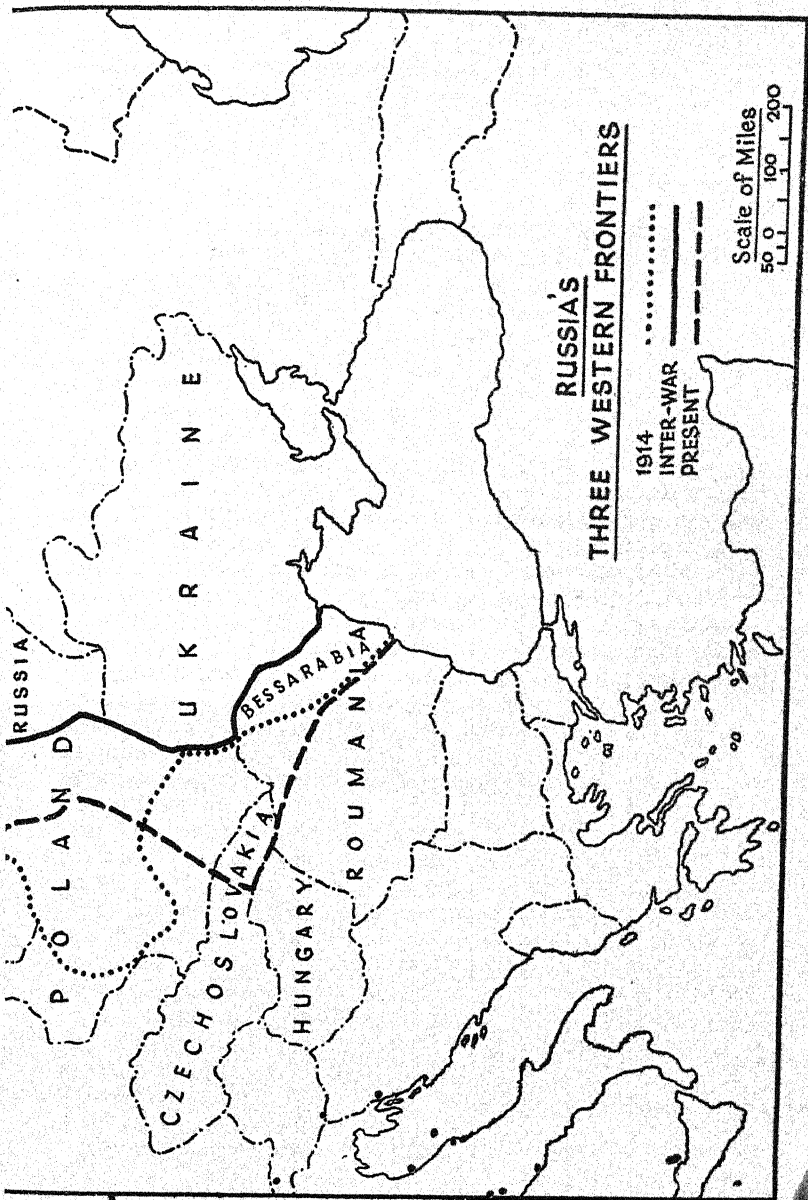 RUSSIA
POLAND
UKRAINE
CZECHOSLOVAKIA
BESSARABIA
HUNGARY
ROUMANIA
RUSSIA'S
THREE WESTERN FRONTIERS
1914
INTER-WAR
PRESENT
Scale of Miles
50 0 100 200